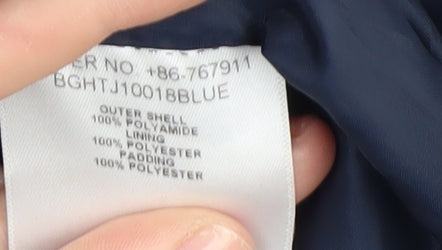 ER NO. +86-767911
BGHTJ10018BLUE
OUTER SHELL
100% POLYAMIDE
LINING
100% POLYESTER
PADDING
100% POLYESTER